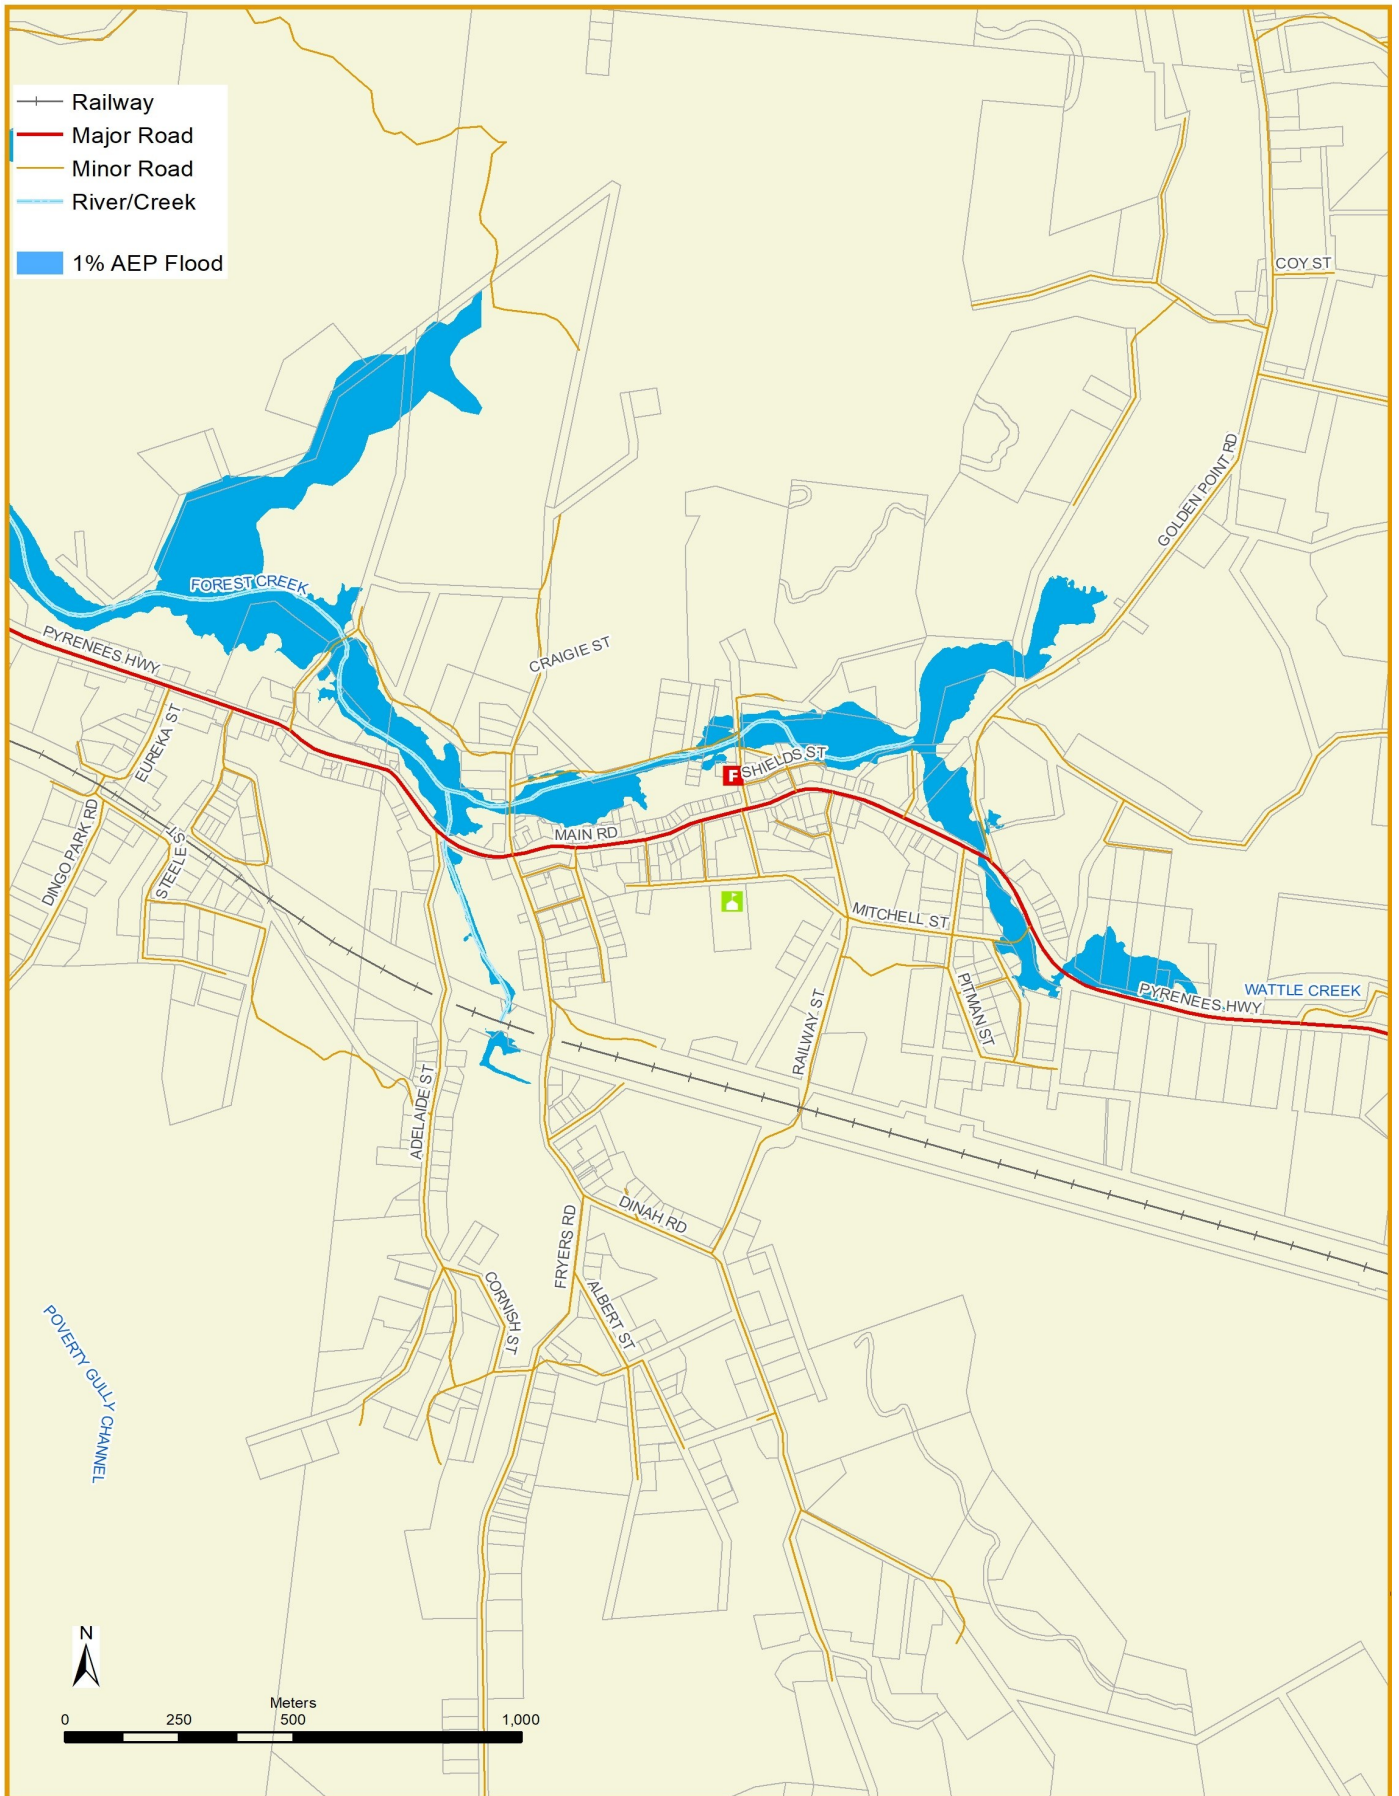 Railway
Major Road
Minor Road
River/Creek
1% AEP Flood
COY ST
GOLDEN POINT RD
FOREST CREEK
PYRENEES HWY
CRAIGIE ST
EUREKA ST
SHIELDS ST
F
DINGO PARK RD
STEELE ST
MAIN RD
MITCHELL ST
PITMAN ST
WATTLE CREEK
PYRENEES HWY
RAILWAY ST
ADELAIDE ST
DINAH RD
FRYERS RD
CORNISH ST
ALBERT ST
POVERTY GULLY CHANNEL
N
Meters
0 250 500 1,000